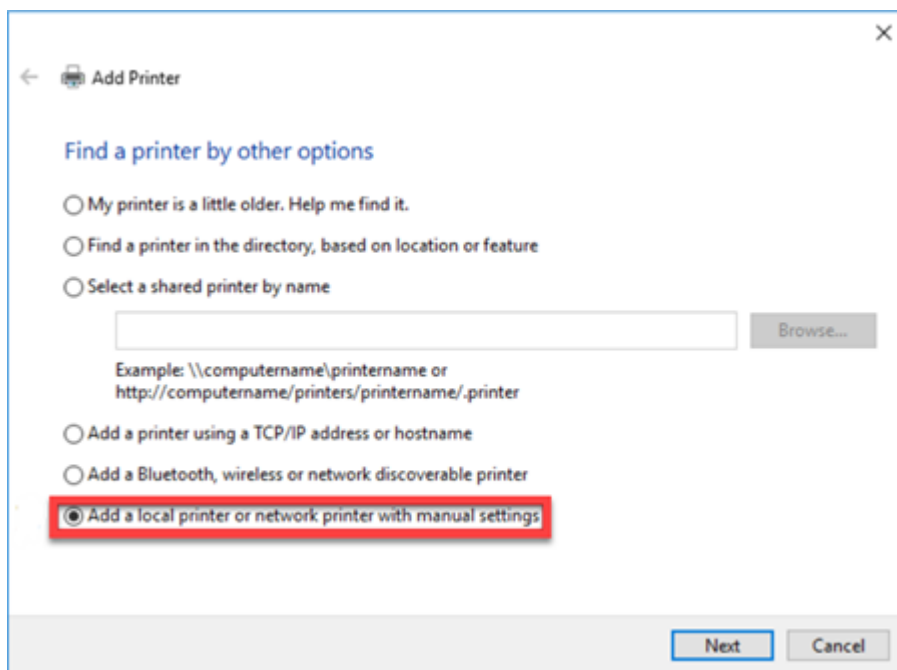 Add Printer
Find a printer by other options
My printer is a little older. Help me find it.
Find a printer in the directory, based on location or feature
Select a shared printer by name
Browse...
Example: \\computername\printername or
http://computername/printers/printername/.printer
Add a printer using a TCP/IP address or hostname
Add a Bluetooth, wireless or network discoverable printer
Add a local printer or network printer with manual settings
Next
Cancel